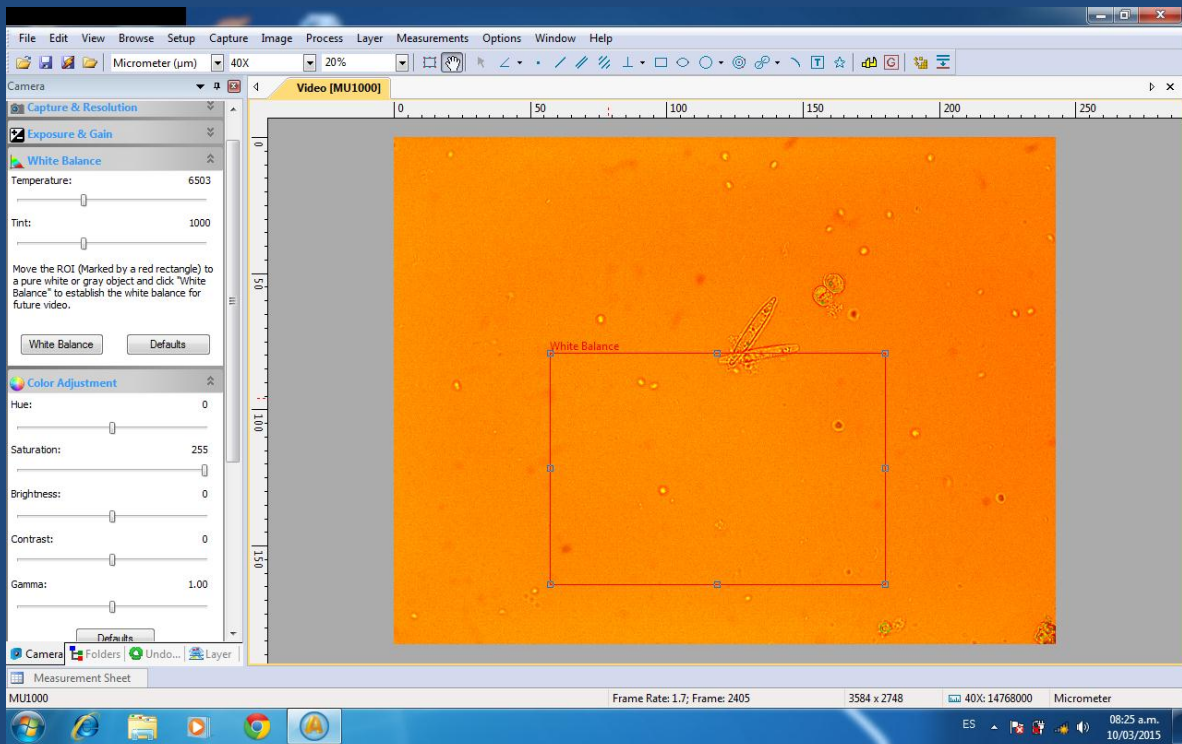 File Edit View Browse Setup Capture Image Process Layer Measurements Options Window Help
Micrometer (µm) 40X 20%
Camera
Video [MU1000]
Capture & Resolution
Exposure & Gain
White Balance
Temperature: 6503
Tint: 1000
Move the ROI (Marked by a red rectangle) to
a pure white or gray object and click "White
Balance" to establish the white balance for
future video.
White Balance Defaults
Color Adjustment
Hue: 0
Saturation: 255
Brightness: 0
Contrast: 0
Gamma: 1.00
Defaults
Camera Folders Undo... Layer
0 50 100 150 200 250
0
50
100
150
White Balance
Measurement Sheet
MU1000 Frame Rate: 1.7; Frame: 2405 3584 x 2748 40X: 14768000 Micrometer
ES 08:25 a.m.
10/03/2015